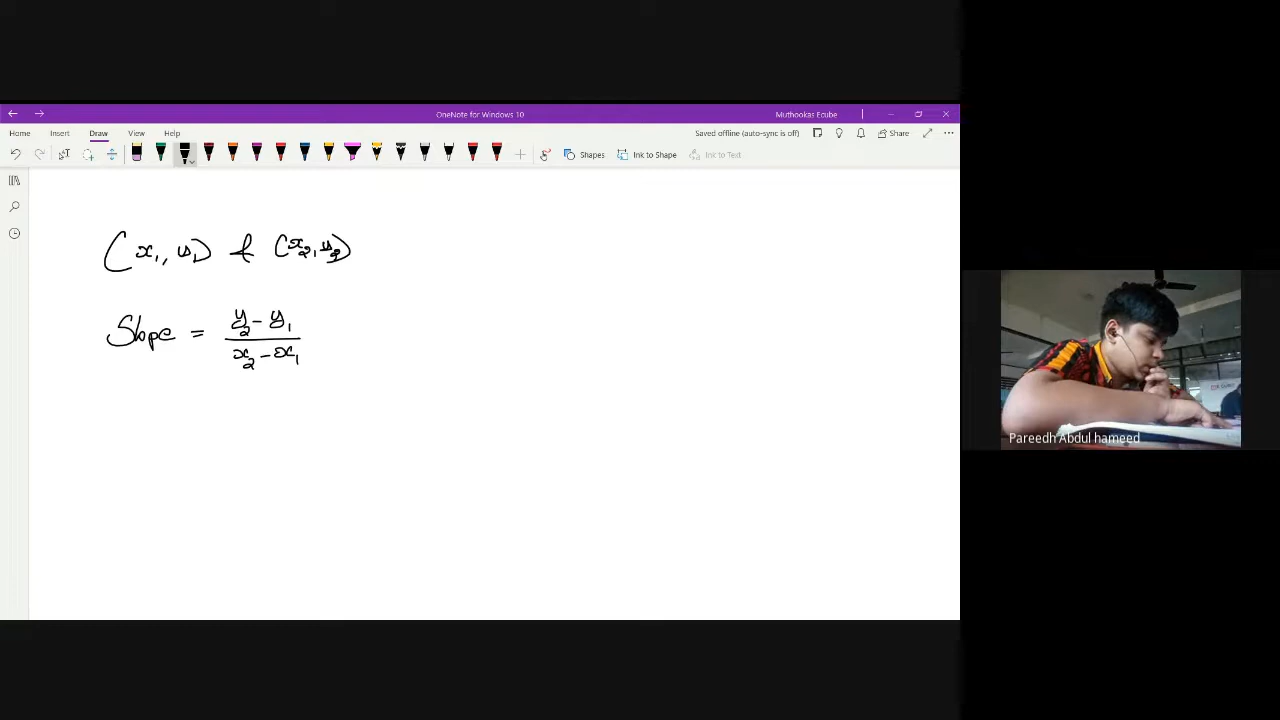 OneNote for Windows 10
Muthookas Ecube
Home Insert Draw View Help
Saved offline (auto-sync is off)
Share
Shapes
Ink to Shape
Ink to Text
(x₁, y₁) & (x₂, y₂)
Slope = y₂ - y₁
x₂ - x₁
Pareedh Abdul hameed